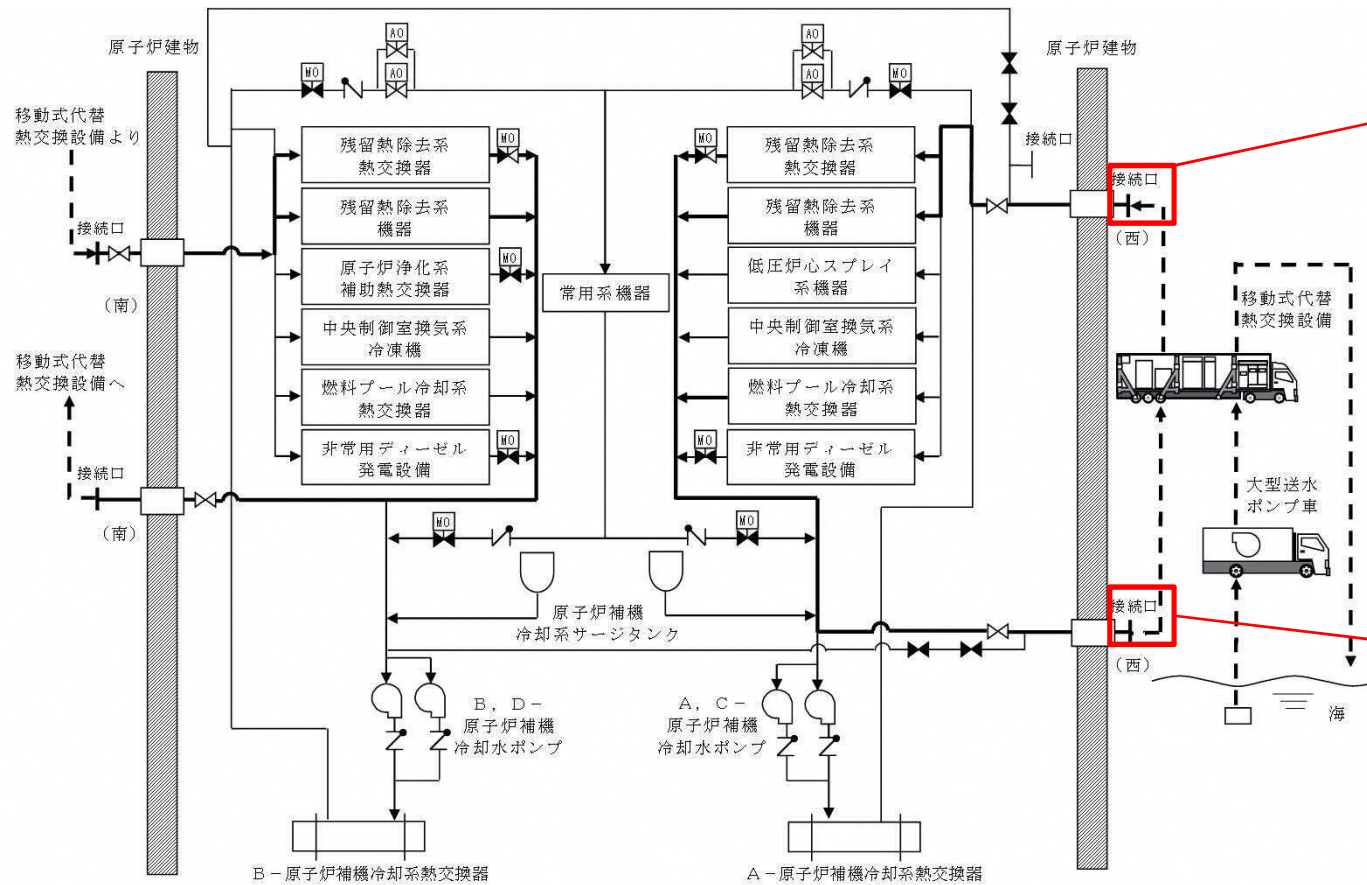 原子炉建物
原子炉建物
AO
AO
MO
AO
AO
MO
移動式代替
熱交換設備より
接続口
(南)
移動式代替
熱交換設備へ
接続口
(南)
残留熱除去系
熱交換器
MO
残留熱除去系
機器
原子炉浄化系
補助熱交換器
MO
中央制御室換気系
冷凍機
燃料プール冷却系
熱交換器
非常用ディーゼル
発電設備
MO
常用系機器
MO
残留熱除去系
熱交換器
残留熱除去系
機器
低圧炉心スプレイ
系機器
中央制御室換気系
冷凍機
燃料プール冷却系
熱交換器
MO
非常用ディーゼル
発電設備
接続口
接続口
(西)
移動式代替
熱交換設備
大型送水
ポンプ車
接続口
(西)
海
MO
MO
原子炉補機
冷却系サージタンク
B,D-
原子炉補機
冷却水ポンプ
A,C-
原子炉補機
冷却水ポンプ
B-原子炉補機冷却系熱交換器
A-原子炉補機冷却系熱交換器